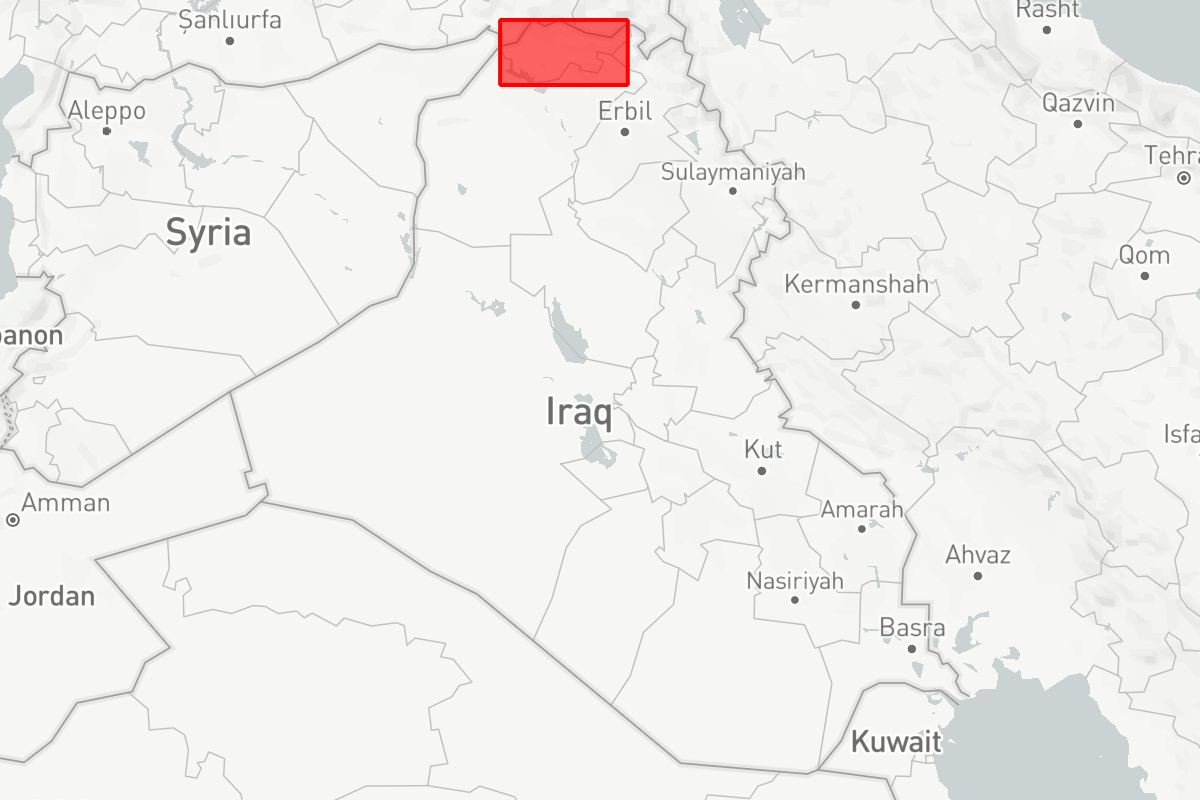 Şanlıurfa
Rasht
Aleppo
Erbil
Qazvin
Tehra
Sulaymaniyah
Syria
Qom
Kermanshah
banon
Iraq
Isfa
Kut
Amman
Amarah
Ahvaz
Nasiriyah
Jordan
Basra
Kuwait